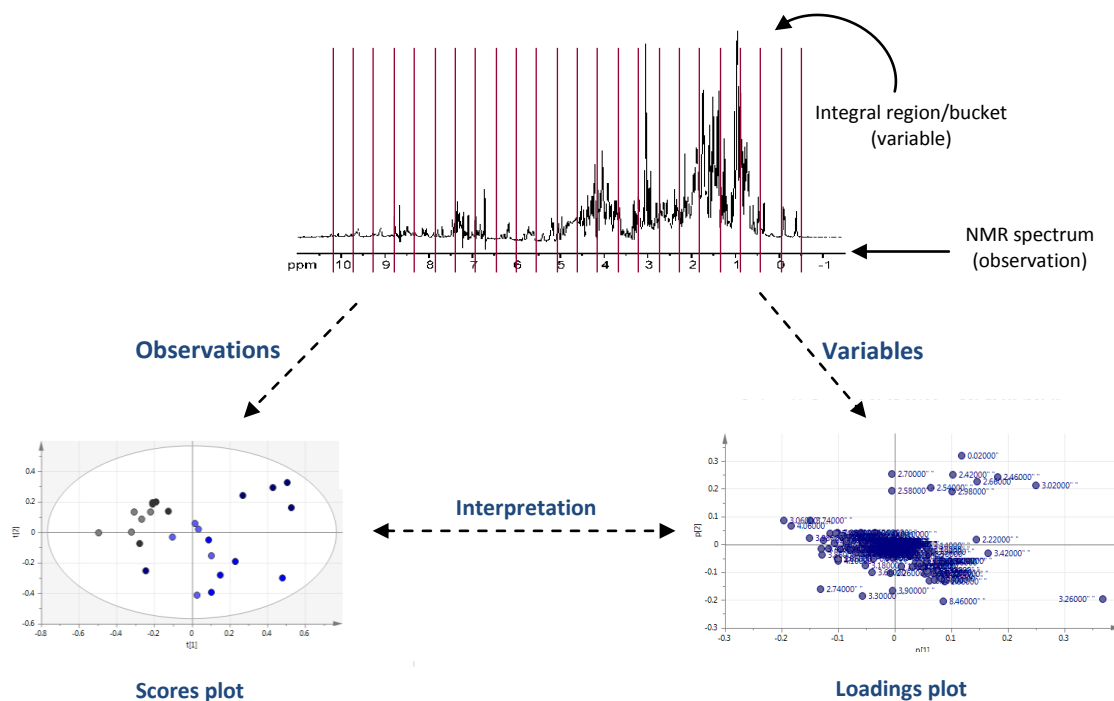 Integral region/bucket
(variable)
NMR spectrum
(observation)
ppm 10 9 8 7 6 5 4 3 2 1 0 -1
Observations
Variables
Interpretation
t[2]
0.4
0.2
0
-0.2
-0.4
-0.6
-0.8 -0.6 -0.4 -0.2 0 0.2 0.4 0.6
t[1]
Scores plot
p[2]
0.3
0.2
0.1
0
-0.1
-0.2
-0.3
-0.3 -0.2 -0.1 0 0.1 0.2 0.3
p[1]
0.02000"
2.70000" "
2.42000" "
2.46000" "
2.66000"
3.02000"
2.58000
2.54000"
2.98000"
3.06000"
3.74000" "
4.06000
2.22000" "
3.42000"
2.74000" "
3.30000
3.90000" "
8.46000" "
3.26000"
Loadings plot